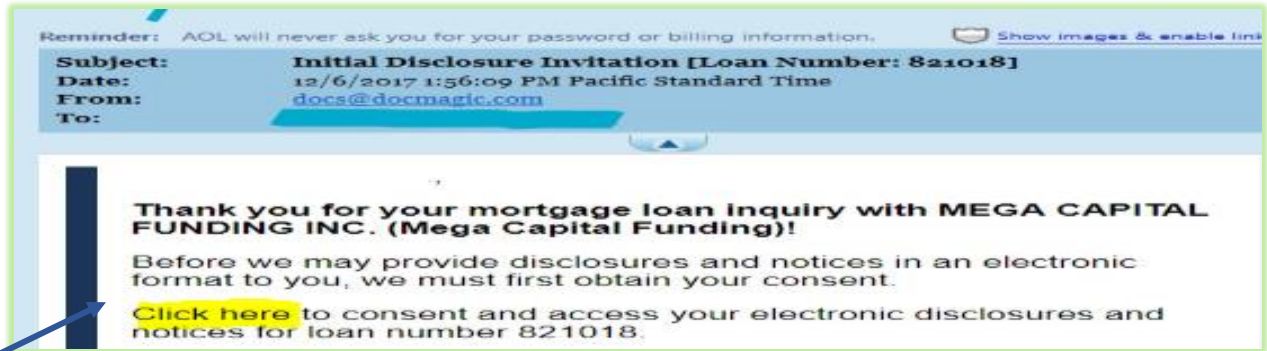 Reminder: AOL will never ask you for your password or billing information. Show images & enable link
Subject: Initial Disclosure Invitation [Loan Number: 821018]
Date: 12/6/2017 1:56:09 PM Pacific Standard Time
From: docs@docmagic.com
To:
Thank you for your mortgage loan inquiry with MEGA CAPITAL
FUNDING INC. (Mega Capital Funding)!
Before we may provide disclosures and notices in an electronic
format to you, we must first obtain your consent.
Click here to consent and access your electronic disclosures and
notices for loan number 821018.